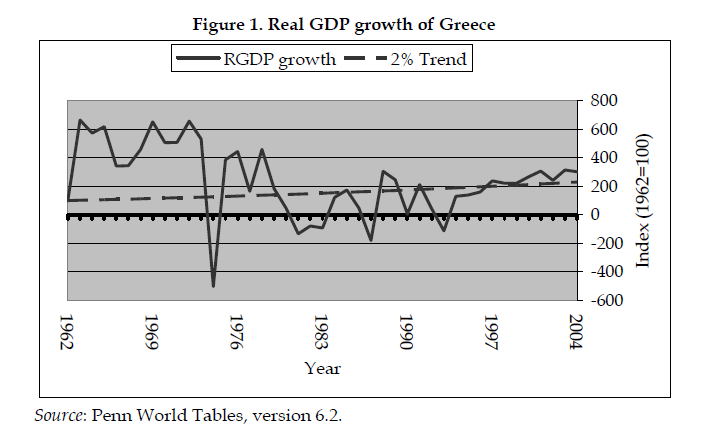 Figure 1. Real GDP growth of Greece
RGDP growth 2% Trend
800
600
400
200
0
-200
-400
-600
Index (1962=100)
1962 1969 1976 1983 1990 1997 2004
Year
Source: Penn World Tables, version 6.2.